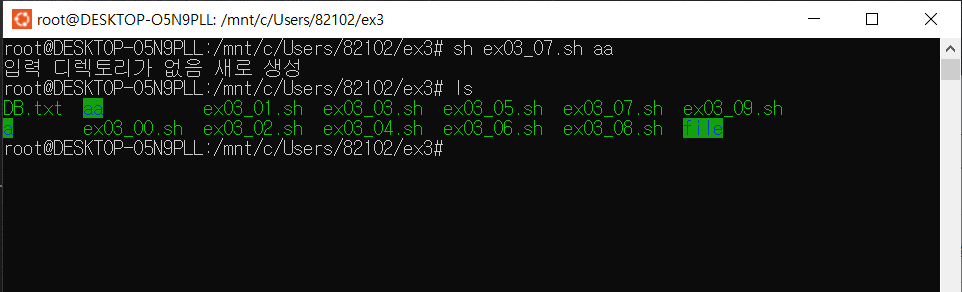 root@DESKTOP-O5N9PLL: /mnt/c/Users/82102/ex3
root@DESKTOP-O5N9PLL:/mnt/c/Users/82102/ex3# sh ex03_07.sh aa
입력 디렉토리가 없음 새로 생성
root@DESKTOP-O5N9PLL:/mnt/c/Users/82102/ex3# ls
DB.txt aa ex03_01.sh ex03_03.sh ex03_05.sh ex03_07.sh ex03_09.sh
a ex03_00.sh ex03_02.sh ex03_04.sh ex03_06.sh ex03_08.sh file
root@DESKTOP-O5N9PLL:/mnt/c/Users/82102/ex3#